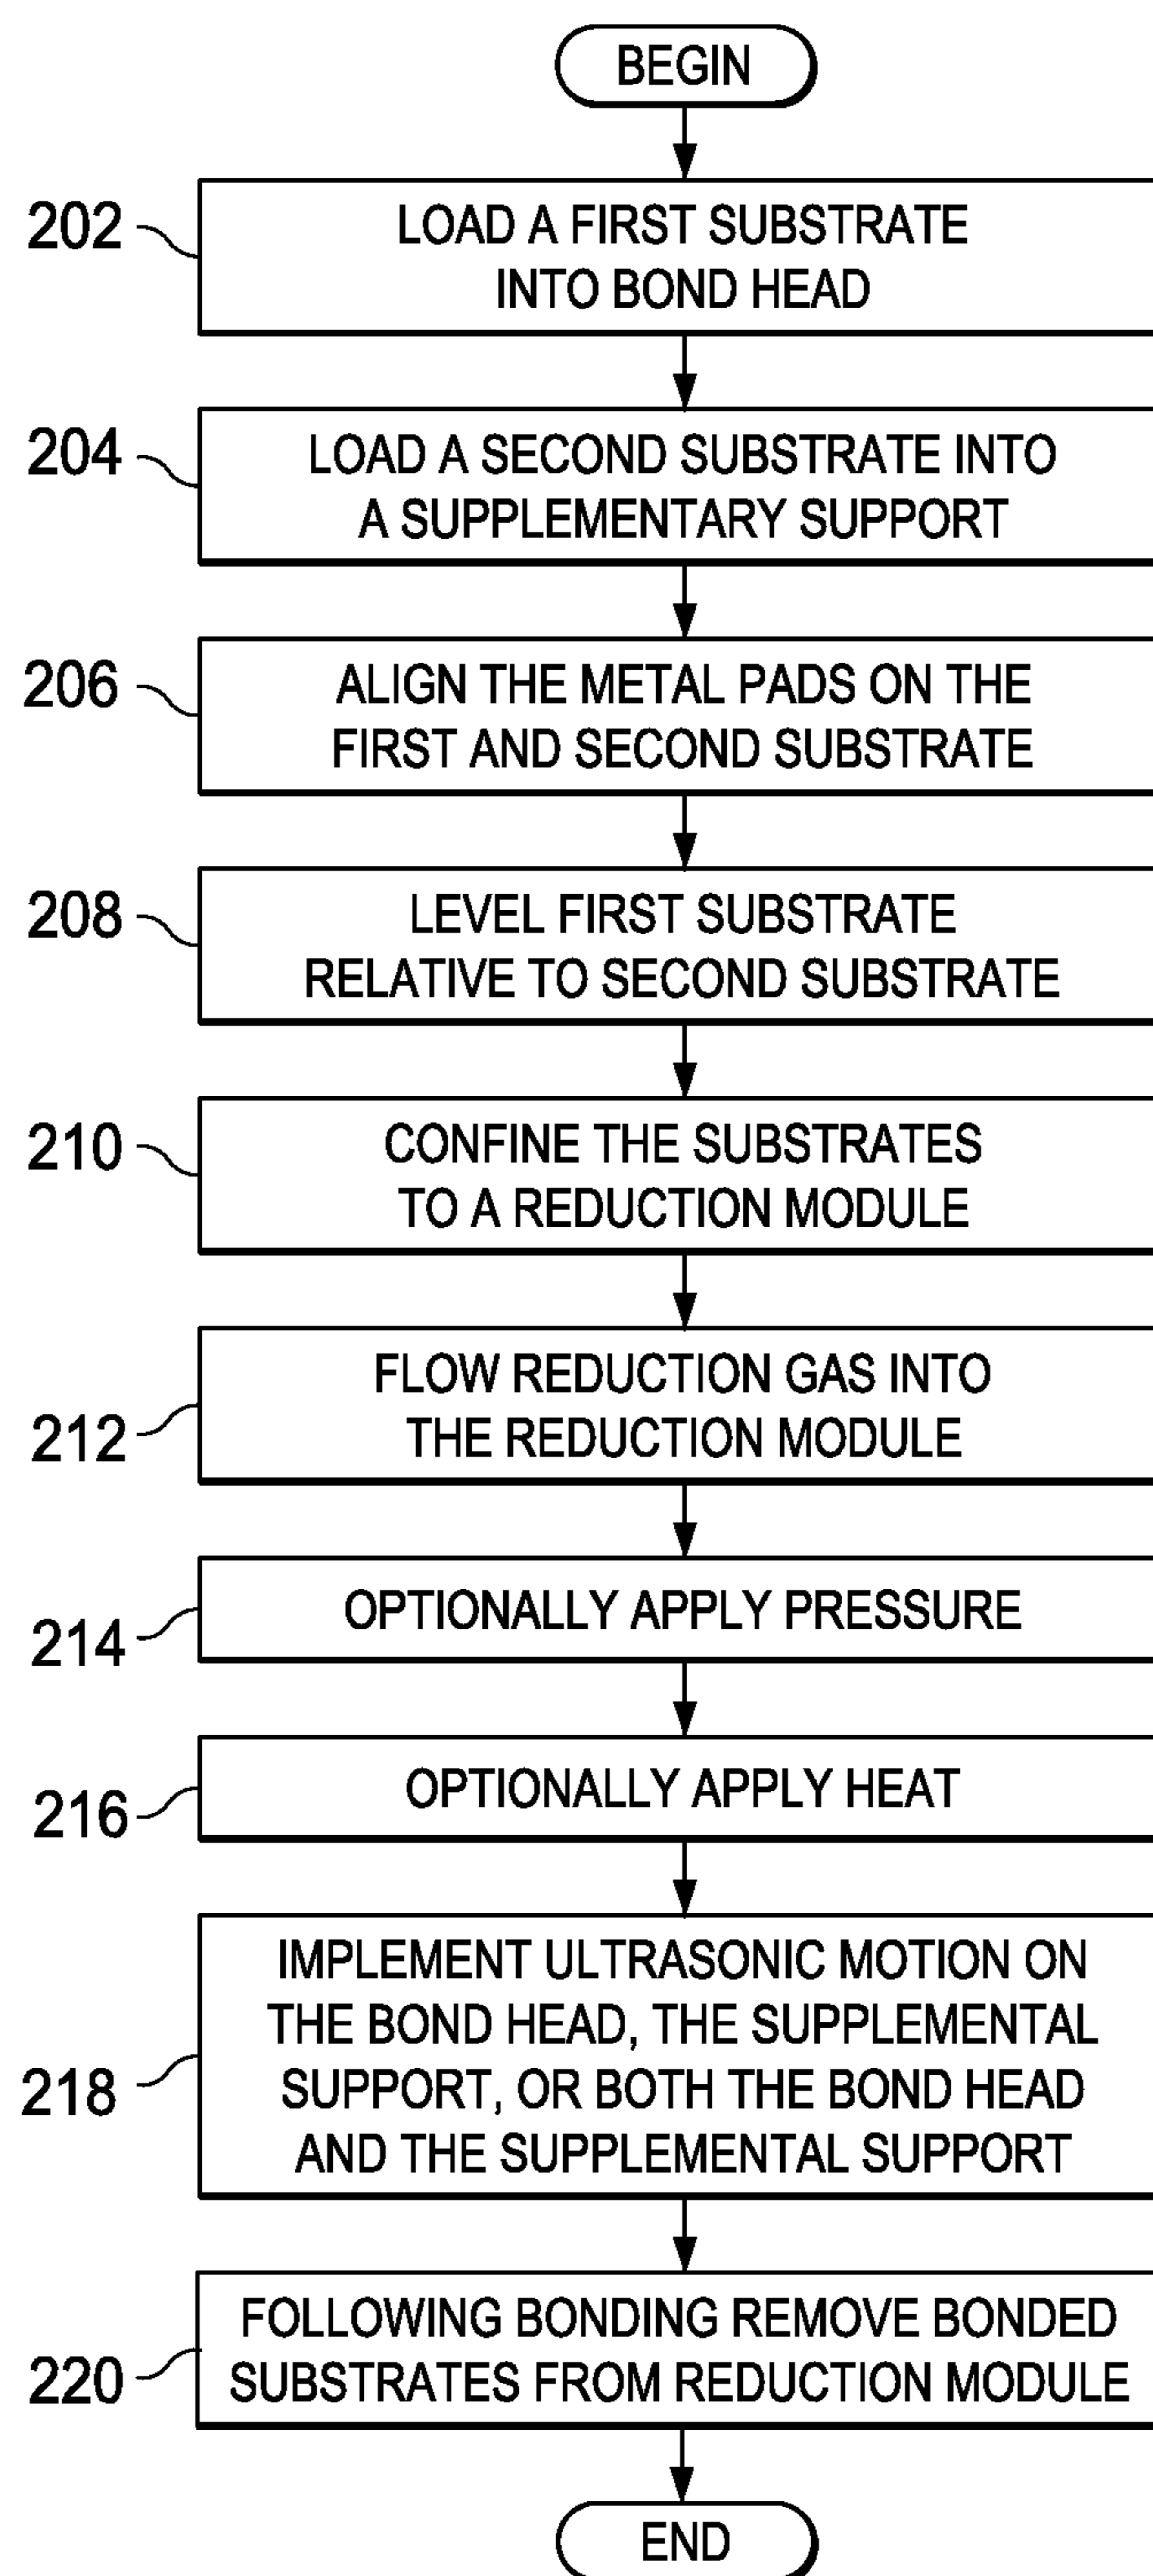 BEGIN
202
LOAD A FIRST SUBSTRATE
INTO BOND HEAD
204
LOAD A SECOND SUBSTRATE INTO
A SUPPLEMENTARY SUPPORT
206
ALIGN THE METAL PADS ON THE
FIRST AND SECOND SUBSTRATE
208
LEVEL FIRST SUBSTRATE
RELATIVE TO SECOND SUBSTRATE
210
CONFINE THE SUBSTRATES
TO A REDUCTION MODULE
212
FLOW REDUCTION GAS INTO
THE REDUCTION MODULE
214
OPTIONALLY APPLY PRESSURE
216
OPTIONALLY APPLY HEAT
218
IMPLEMENT ULTRASONIC MOTION ON
THE BOND HEAD, THE SUPPLEMENTAL
SUPPORT, OR BOTH THE BOND HEAD
AND THE SUPPLEMENTAL SUPPORT
220
FOLLOWING BONDING REMOVE BONDED
SUBSTRATES FROM REDUCTION MODULE
END